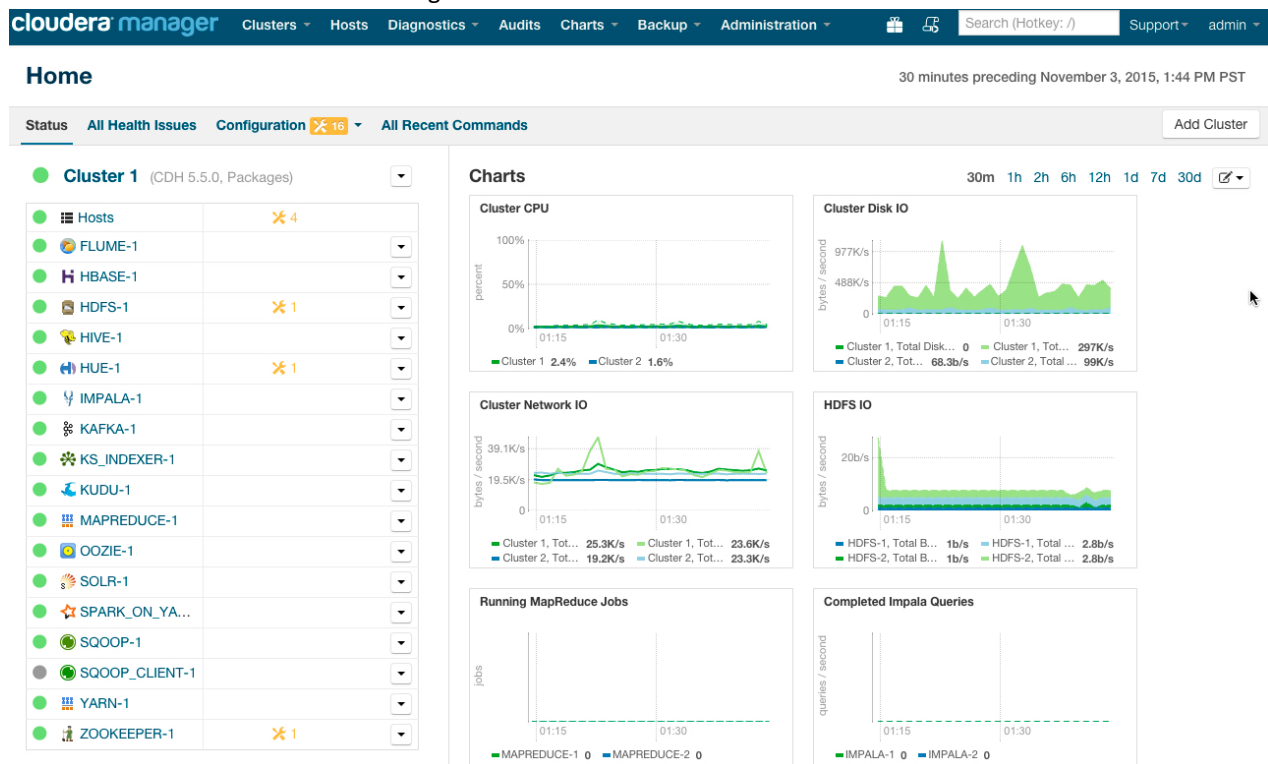 cloudera manager Clusters Hosts Diagnostics Audits Charts Backup Administration Search (Hotkey: /) Support admin
Home
30 minutes preceding November 3, 2015, 1:44 PM PST
Status All Health Issues Configuration 16 All Recent Commands Add Cluster
Cluster 1 (CDH 5.5.0, Packages)
Hosts 4
FLUME-1
HBASE-1
HDFS-1 1
HIVE-1
HUE-1 1
IMPALA-1
KAFKA-1
KS_INDEXER-1
KUDU-1
MAPREDUCE-1
OOZIE-1
SOLR-1
SPARK_ON_YA...
SQOOP-1
SQOOP_CLIENT-1
YARN-1
ZOOKEEPER-1 1
Charts
30m 1h 2h 6h 12h 1d 7d 30d
Cluster CPU
percent
100%
50%
0%
01:15 01:30
Cluster 1 2.4% Cluster 2 1.6%
Cluster Disk IO
bytes / second
977K/s
488K/s
0
01:15 01:30
Cluster 1, Total Disk... 0 Cluster 1, Tot... 297K/s
Cluster 2, Tot... 68.3b/s Cluster 2, Total ... 99K/s
Cluster Network IO
bytes / second
39.1K/s
19.5K/s
0
01:15 01:30
Cluster 1, Tot... 25.3K/s Cluster 1, Tot... 23.6K/s
Cluster 2, Tot... 19.2K/s Cluster 2, Tot... 23.3K/s
HDFS IO
bytes / second
20b/s
0
01:15 01:30
HDFS-1, Total B... 1b/s HDFS-1, Total ... 2.8b/s
HDFS-2, Total B... 1b/s HDFS-2, Total ... 2.8b/s
Running MapReduce Jobs
jobs
01:15 01:30
MAPREDUCE-1 0 MAPREDUCE-2 0
Completed Impala Queries
queries / second
01:15 01:30
IMPALA-1 0 IMPALA-2 0